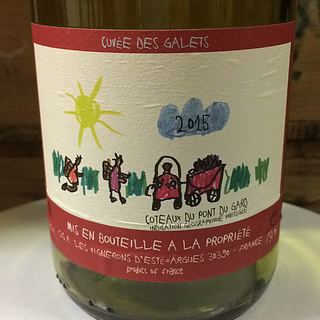 CUVÉE DES GALETS
2015
COTEAUX DU PONT DU GARD
INDICATION GÉOGRAPHIQUE PROTÉGÉE
MIS EN BOUTEILLE A LA PROPRIÉTÉ
LES VIGNERONS D'ESTÉZARGUES 30390 - FRANCE
product of France